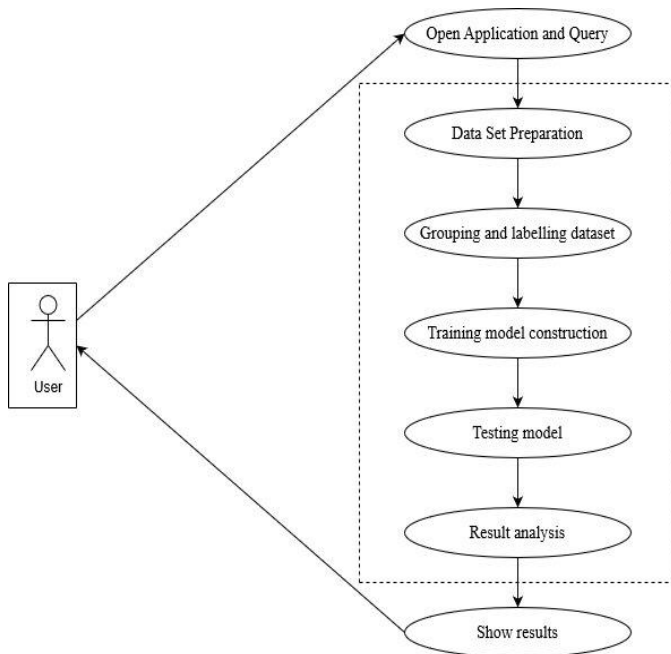 Open Application and Query
Data Set Preparation
Grouping and labelling dataset
Training model construction
User
Testing model
Result analysis
Show results